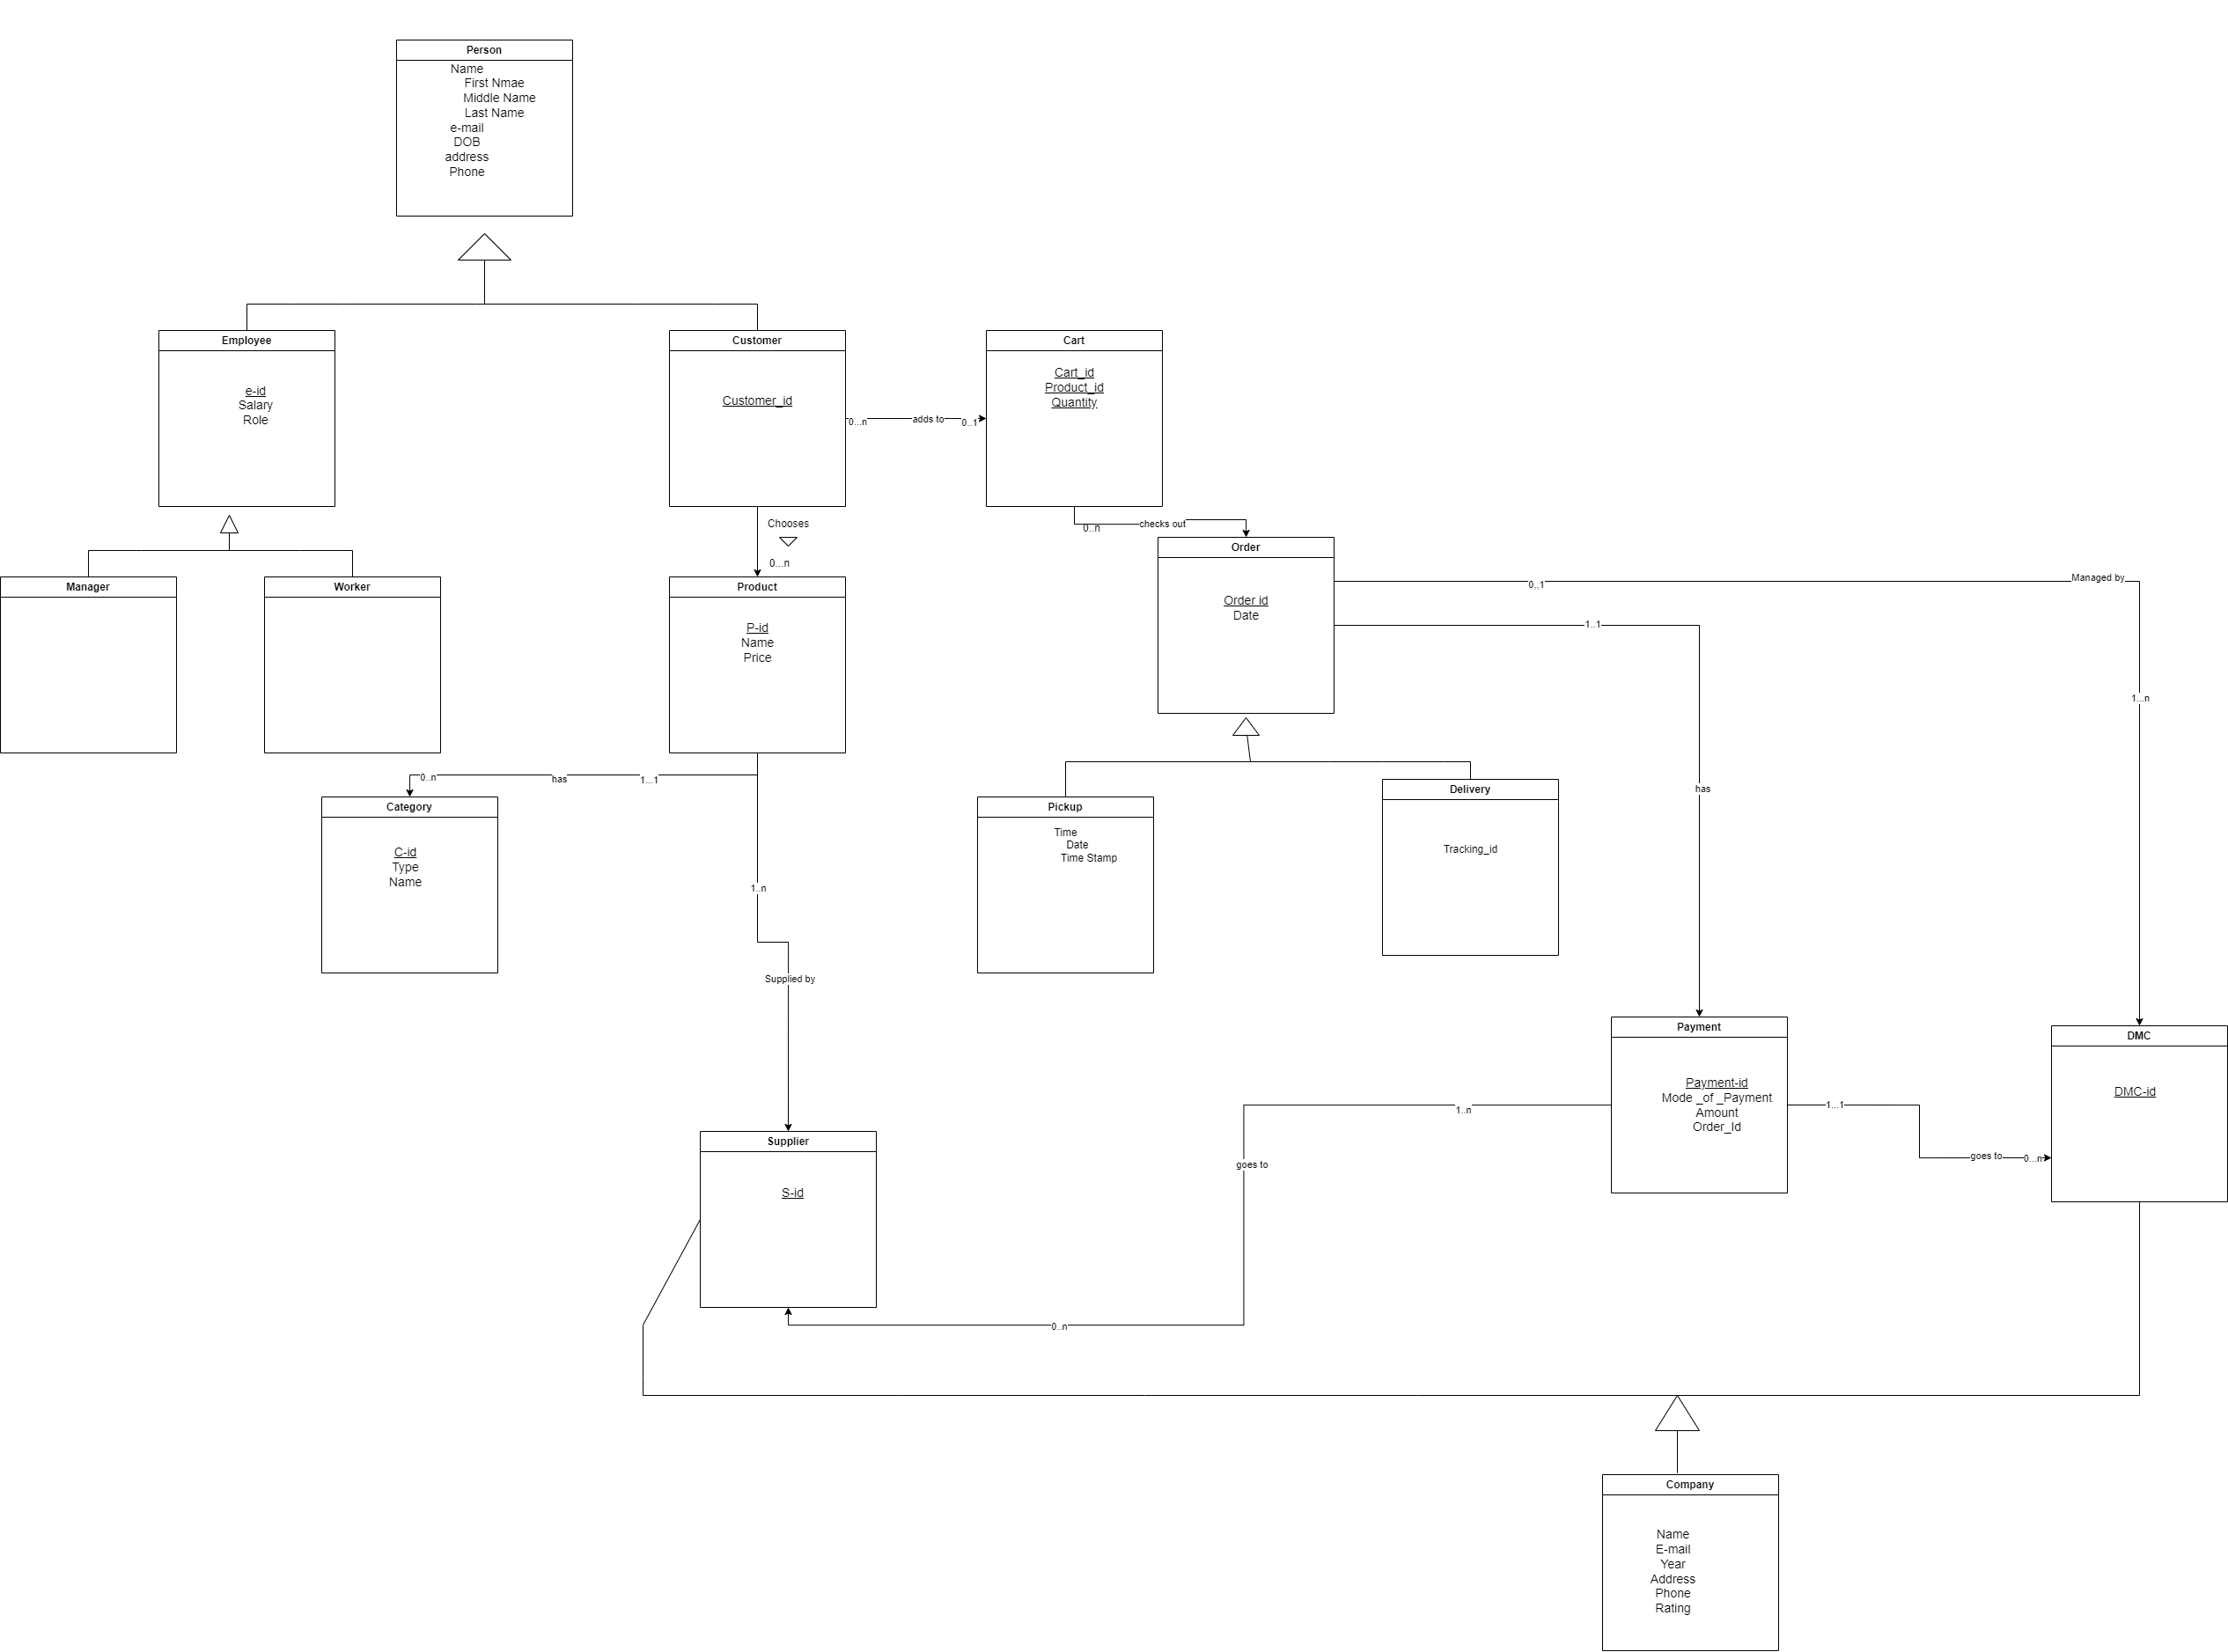 Person
Name
First Nmae
Middle Name
Last Name
e-mail
DOB
address
Phone
Employee
e-id
Salary
Role
Customer
Customer_id
0...n
adds to
0..1
Cart
Cart_id
Product_id
Quantity
Chooses
0...n
0..n
checks out
Manager
Worker
Product
P-id
Name
Price
Order
Order id
Date
0,,1
Managed by
1..1
1...n
has
0..n
has
1...1
Category
C-id
Type
Name
1..n
Supplied by
Pickup
Time
Date
Time Stamp
Delivery
Tracking_id
Payment
Payment-id
Mode _of _Payment
Amount
Order_Id
DMC
DMC-id
1..n
goes to
0..n
1...1
goes to
0...n
Supplier
S-id
Company
Name
E-mail
Year
Address
Phone
Rating